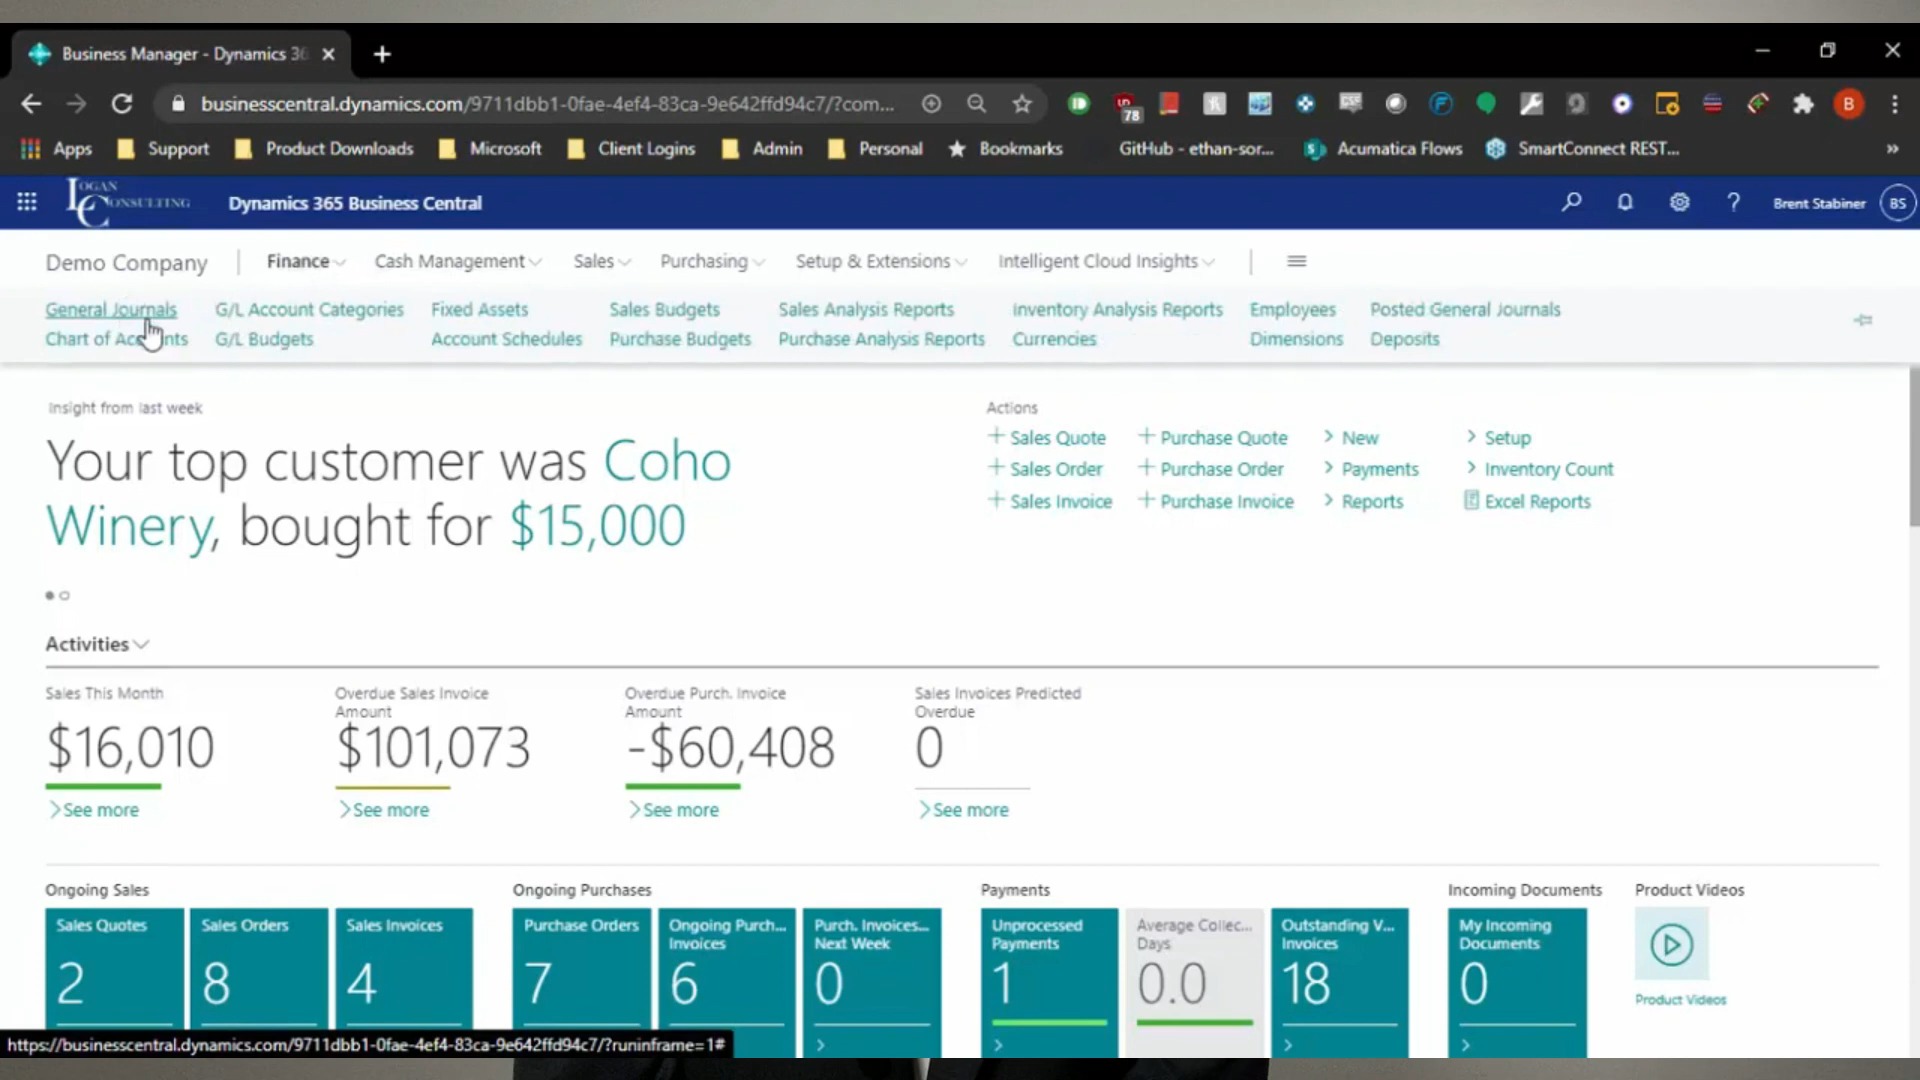 Business Manager - Dynamics 36
businesscentral.dynamics.com/9711dbb1-0fae-4ef4-83ca-9e642ffd94c7/?com...
78
B
Apps Support Product Downloads Microsoft Client Logins Admin Personal Bookmarks GitHub - ethan-sor... Acumatica Flows SmartConnect REST... »
LOGAN CONSULTING
Dynamics 365 Business Central
Brent Stabiner BS
Demo Company Finance Cash Management Sales Purchasing Setup & Extensions Intelligent Cloud Insights
General Journals G/L Account Categories Fixed Assets Sales Budgets Sales Analysis Reports Inventory Analysis Reports Employees Posted General Journals
Chart of Accounts G/L Budgets Account Schedules Purchase Budgets Purchase Analysis Reports Currencies Dimensions Deposits
Insight from last week
Your top customer was Coho
Winery, bought for $15,000
Actions
Sales Quote Purchase Quote New Setup
Sales Order Purchase Order Payments Inventory Count
Sales Invoice Purchase Invoice Reports Excel Reports
Activities
Sales This Month
$16,010
See more
Overdue Sales Invoice
Amount
$101,073
See more
Overdue Purch. Invoice
Amount
-$60,408
See more
Sales Invoices Predicted
Overdue
0
See more
Ongoing Sales
Sales Quotes
2
Sales Orders
8
Sales Invoices
4
Ongoing Purchases
Purchase Orders
7
Ongoing Purch...
Invoices
6
Purch. Invoices...
Next Week
0
Payments
Unprocessed
Payments
1
Average Collec...
Days
0.0
Outstanding V...
Invoices
18
Incoming Documents
My Incoming
Documents
0
Product Videos
Product Videos
https://businesscentral.dynamics.com/9711dbb1-0fae-4ef4-83ca-9e642ffd94c7/?runinframe=1#